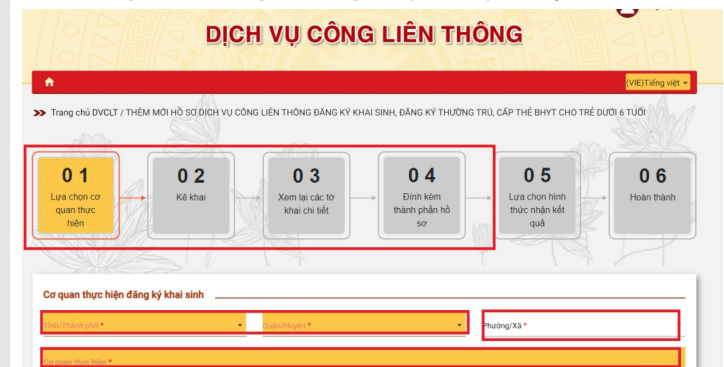 DỊCH VỤ CÔNG LIÊN THÔNG
(VIE)Tiếng việt
Trang chủ DVCLT / THÊM MỚI HỒ SƠ DỊCH VỤ CÔNG LIÊN THÔNG ĐĂNG KÝ KHAI SINH, ĐĂNG KÝ THƯỜNG TRÚ, CẤP THẺ BHYT CHO TRẺ DƯỚI 6 TUỔI
0 1
Lựa chọn cơ
quan thực
hiện
0 2
Kê khai
0 3
Xem lại các tờ
khai chi tiết
0 4
Đính kèm
thành phần hồ
sơ
0 5
Lựa chọn hình
thức nhận kết
quả
0 6
Hoàn thành
Cơ quan thực hiện đăng ký khai sinh
Tỉnh/Thành phố *
Quận/Huyện *
Phường/Xã *
Cơ quan thực hiện *